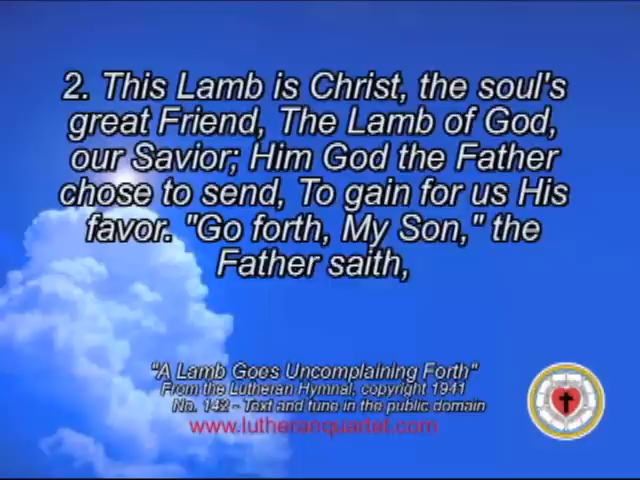 2. This Lamb is Christ, the soul's
great Friend, The Lamb of God,
our Savior; Him God the Father
chose to send, To gain for us His
favor. "Go forth, My Son," the
Father saith,
"A Lamb Goes Uncomplaining Forth"
From the Lutheran Hymnal, copyright 1941
No. 142 - Text and tune in the public domain
www.lutheranquartet.com